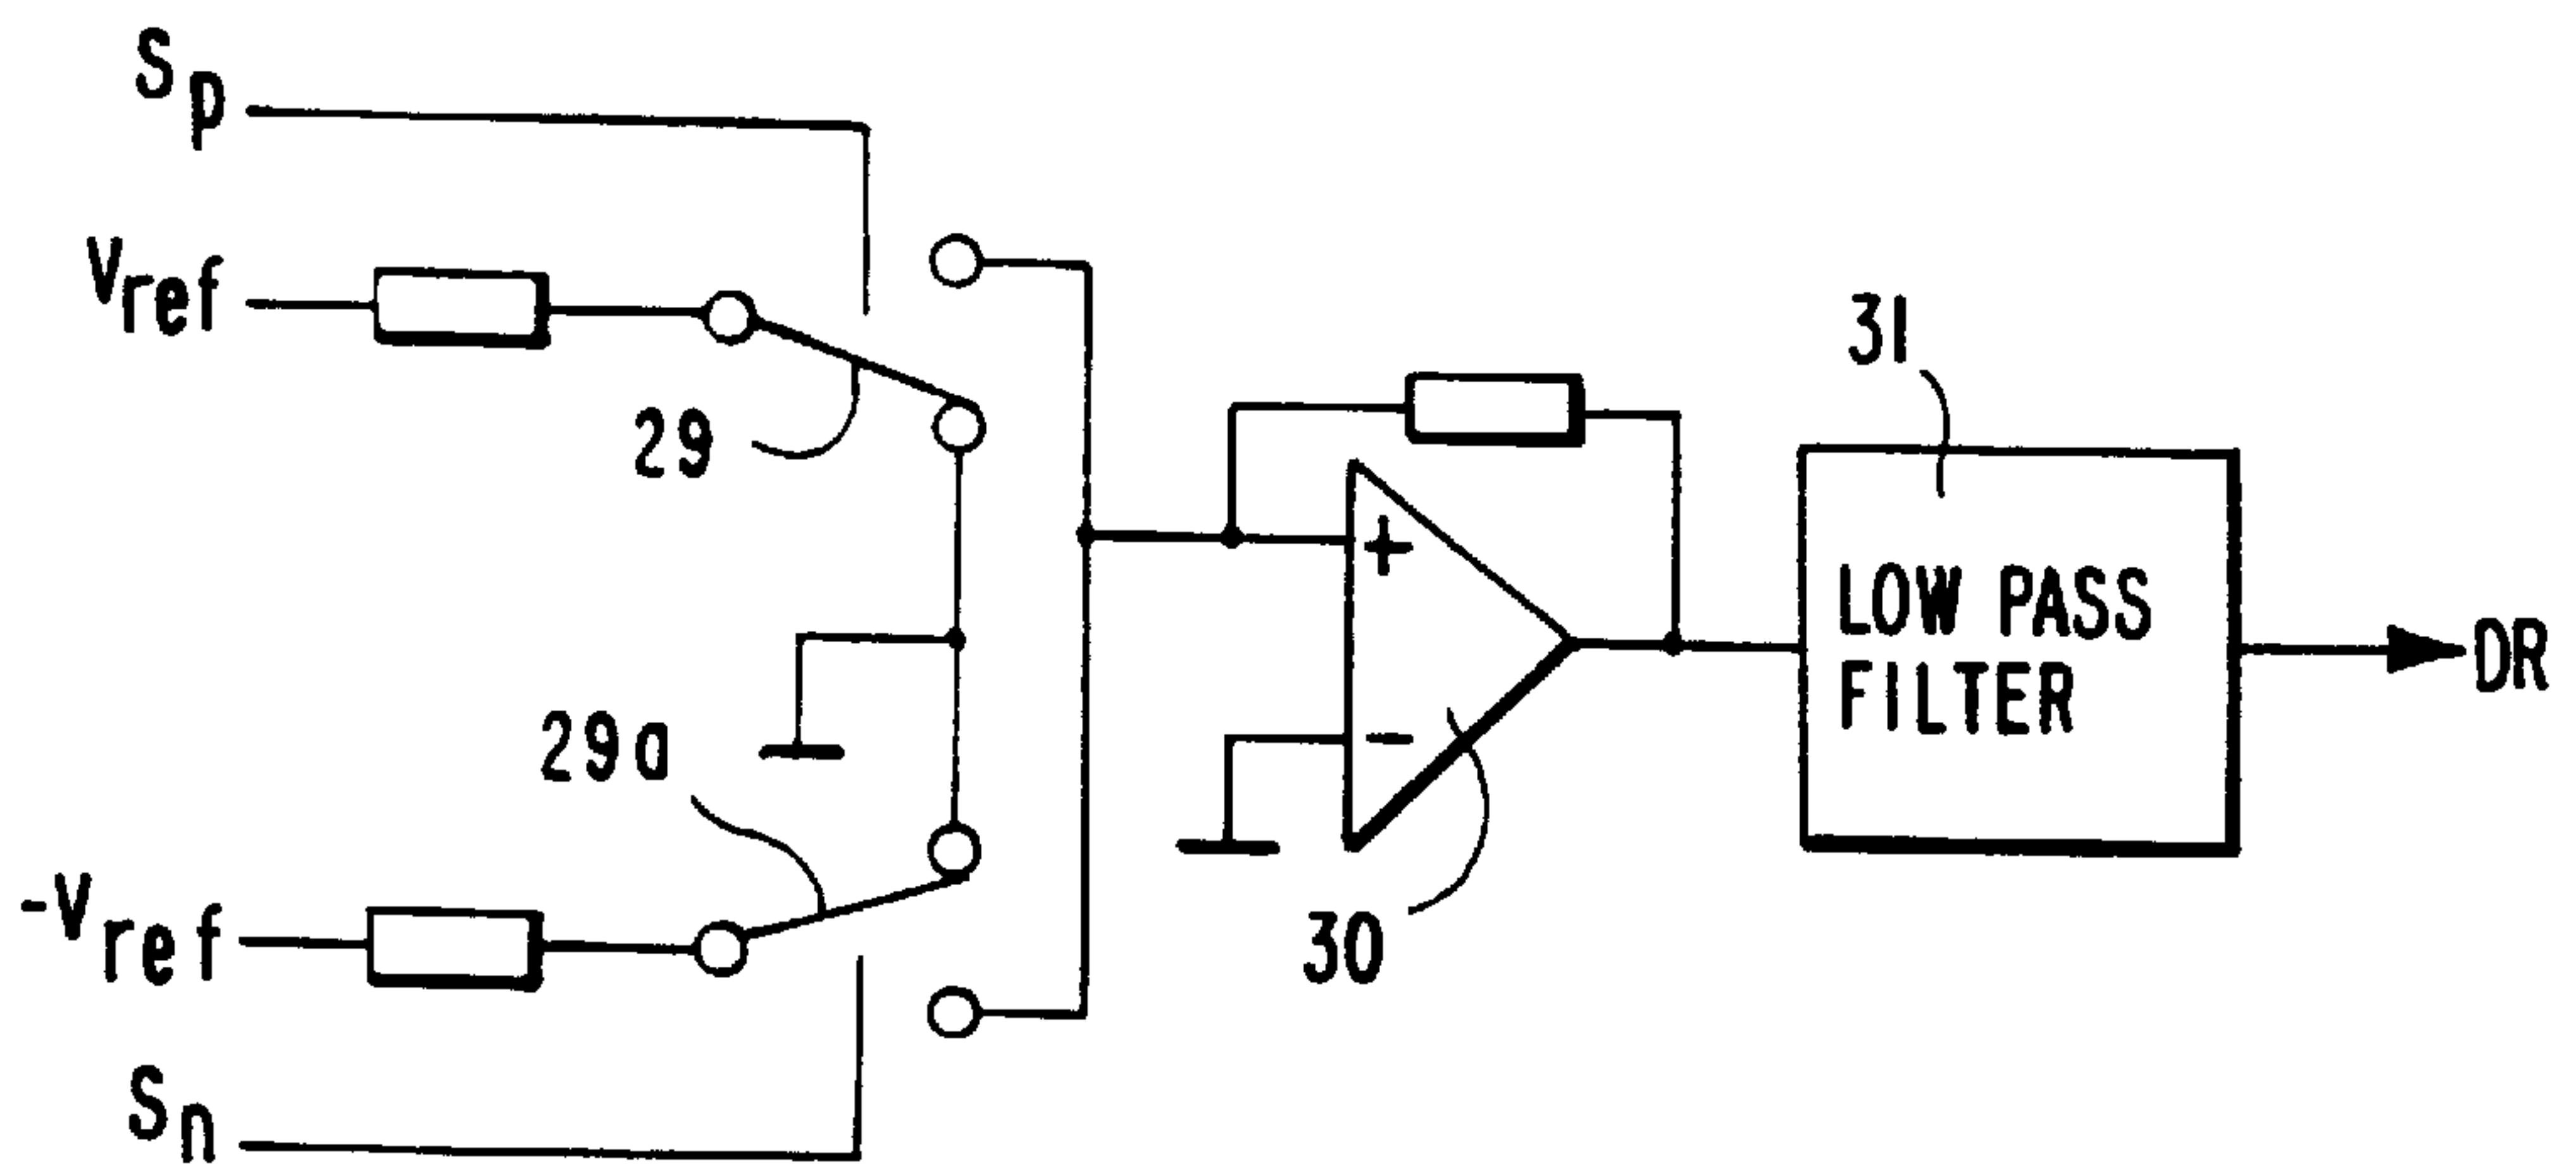 Sp
Vref
29
31
+
LOW PASS
FILTER
DR
29a
-
-Vref
30
Sn